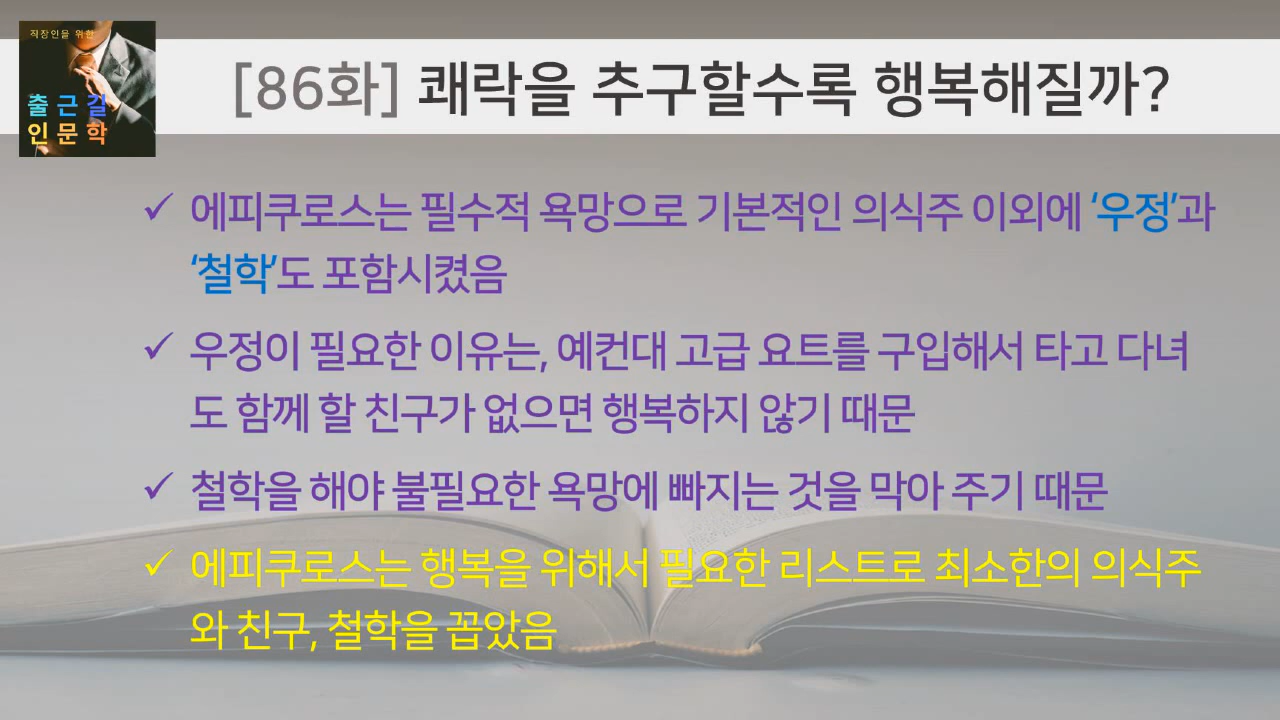 직장인을 위한
출근길
인문학
[86화] 쾌락을 추구할수록 행복해질까?
✓ 에피쿠로스는 필수적 욕망으로 기본적인 의식주 이외에 ‘우정’과
‘철학’도 포함시켰음
✓ 우정이 필요한 이유는, 예컨대 고급 요트를 구입해서 타고 다녀
도 함께 할 친구가 없으면 행복하지 않기 때문
✓ 철학을 해야 불필요한 욕망에 빠지는 것을 막아 주기 때문
✓ 에피쿠로스는 행복을 위해서 필요한 리스트로 최소한의 의식주
와 친구, 철학을 꼽았음